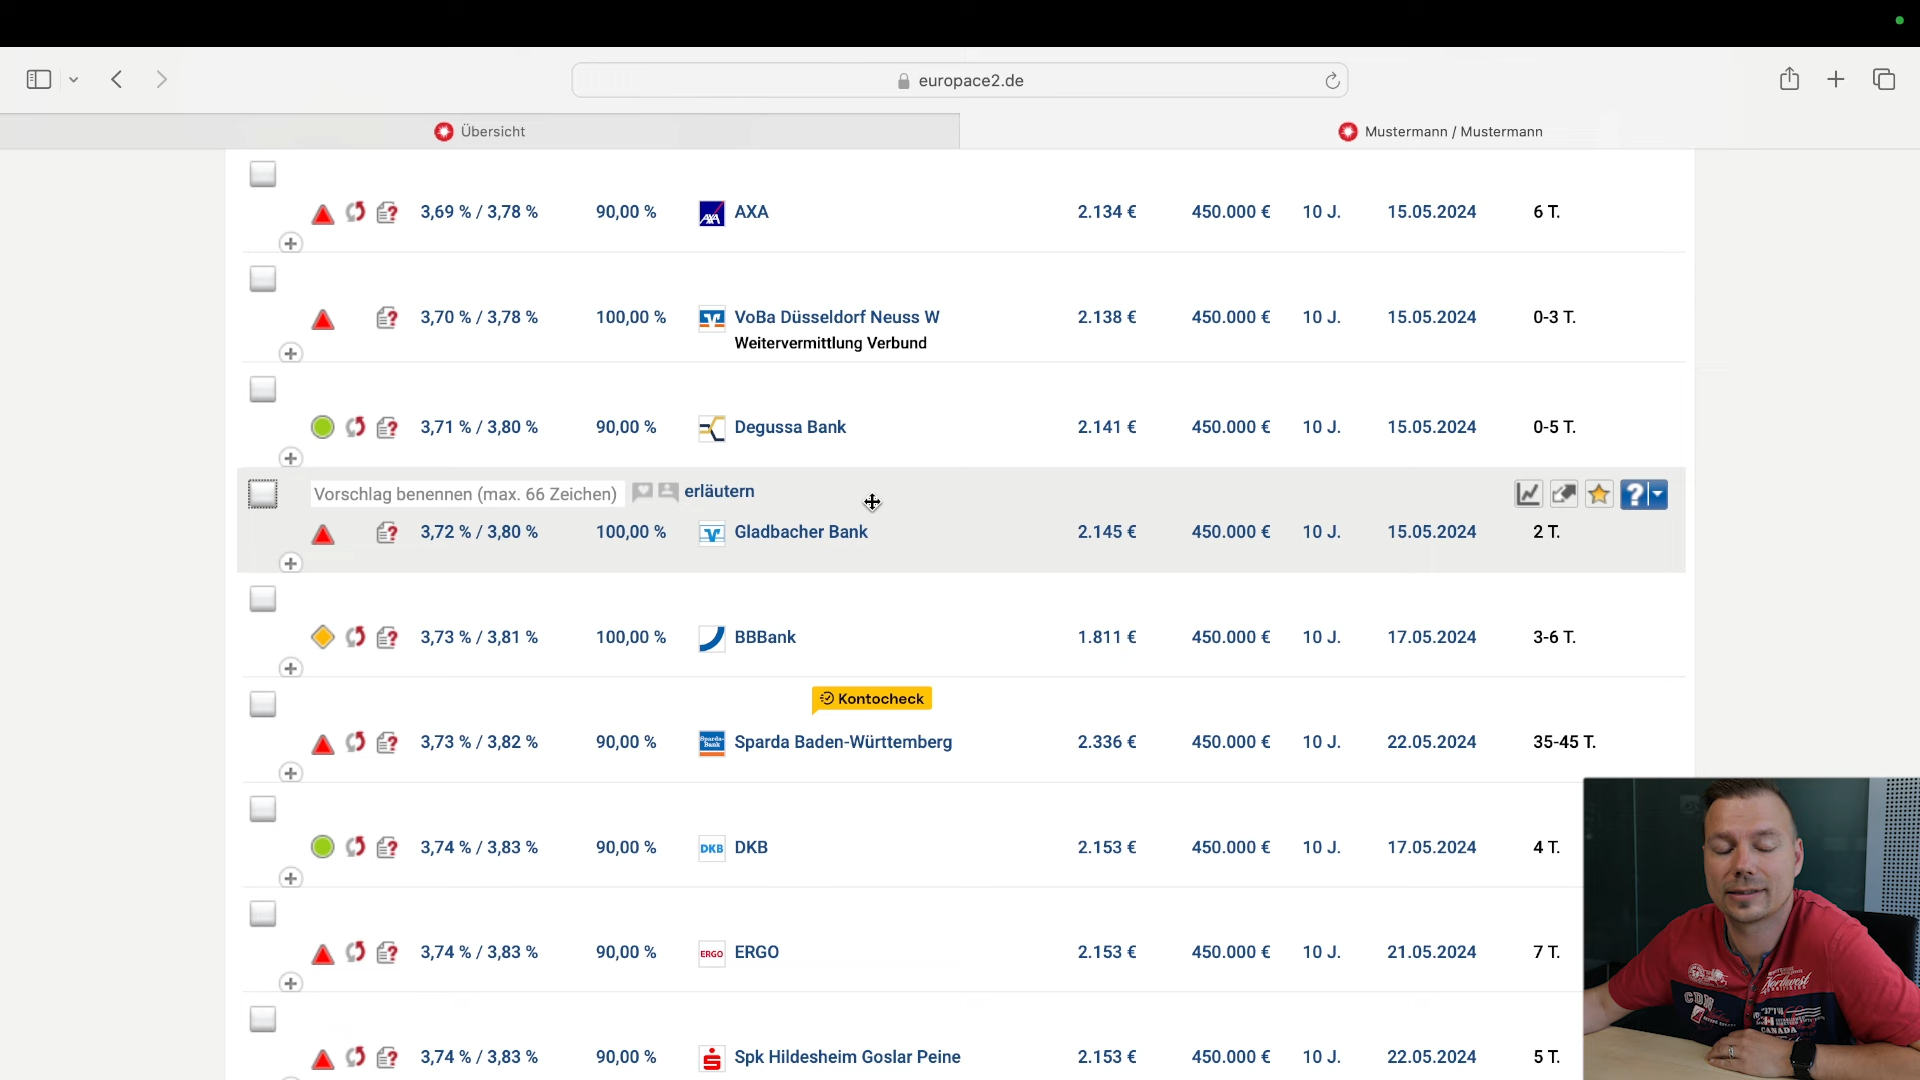 europace2.de
Übersicht
Mustermann / Mustermann
3,69 % / 3,78 % 90,00 % AXA AXA 2.134 € 450.000 € 10 J. 15.05.2024 6 T.
3,70 % / 3,78 % 100,00 % VoBa Düsseldorf Neuss W 2.138 € 450.000 € 10 J. 15.05.2024 0-3 T.
Weitervermittlung Verbund
3,71 % / 3,80 % 90,00 % Degussa Bank 2.141 € 450.000 € 10 J. 15.05.2024 0-5 T.
Vorschlag benennen (max. 66 Zeichen) erläutern
3,72 % / 3,80 % 100,00 % Gladbacher Bank 2.145 € 450.000 € 10 J. 15.05.2024 2 T.
3,73 % / 3,81 % 100,00 % BBBank 1.811 € 450.000 € 10 J. 17.05.2024 3-6 T.
Kontocheck
3,73 % / 3,82 % 90,00 % Sparda-Bank Sparda Baden-Württemberg 2.336 € 450.000 € 10 J. 22.05.2024 35-45 T.
3,74 % / 3,83 % 90,00 % DKB DKB 2.153 € 450.000 € 10 J. 17.05.2024 4 T.
3,74 % / 3,83 % 90,00 % ERGO ERGO 2.153 € 450.000 € 10 J. 21.05.2024 7 T.
3,74 % / 3,83 % 90,00 % Spk Hildesheim Goslar Peine 2.153 € 450.000 € 10 J. 22.05.2024 5 T.
Northwest
CANADA